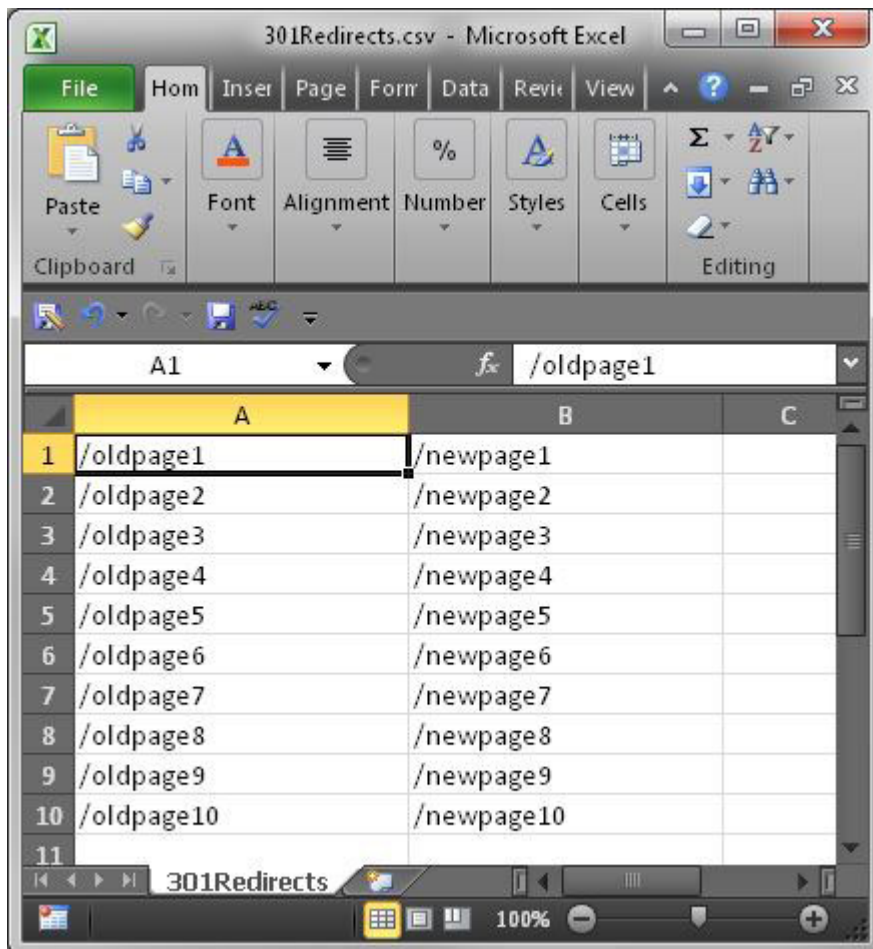 301Redirects.csv - Microsoft Excel
File Hom Inser Page Form Data Revie View
Paste Font Alignment Number Styles Cells
Clipboard Editing
A1 fx /oldpage1
A B C
1 /oldpage1 /newpage1
2 /oldpage2 /newpage2
3 /oldpage3 /newpage3
4 /oldpage4 /newpage4
5 /oldpage5 /newpage5
6 /oldpage6 /newpage6
7 /oldpage7 /newpage7
8 /oldpage8 /newpage8
9 /oldpage9 /newpage9
10 /oldpage10 /newpage10
11
301Redirects
100%